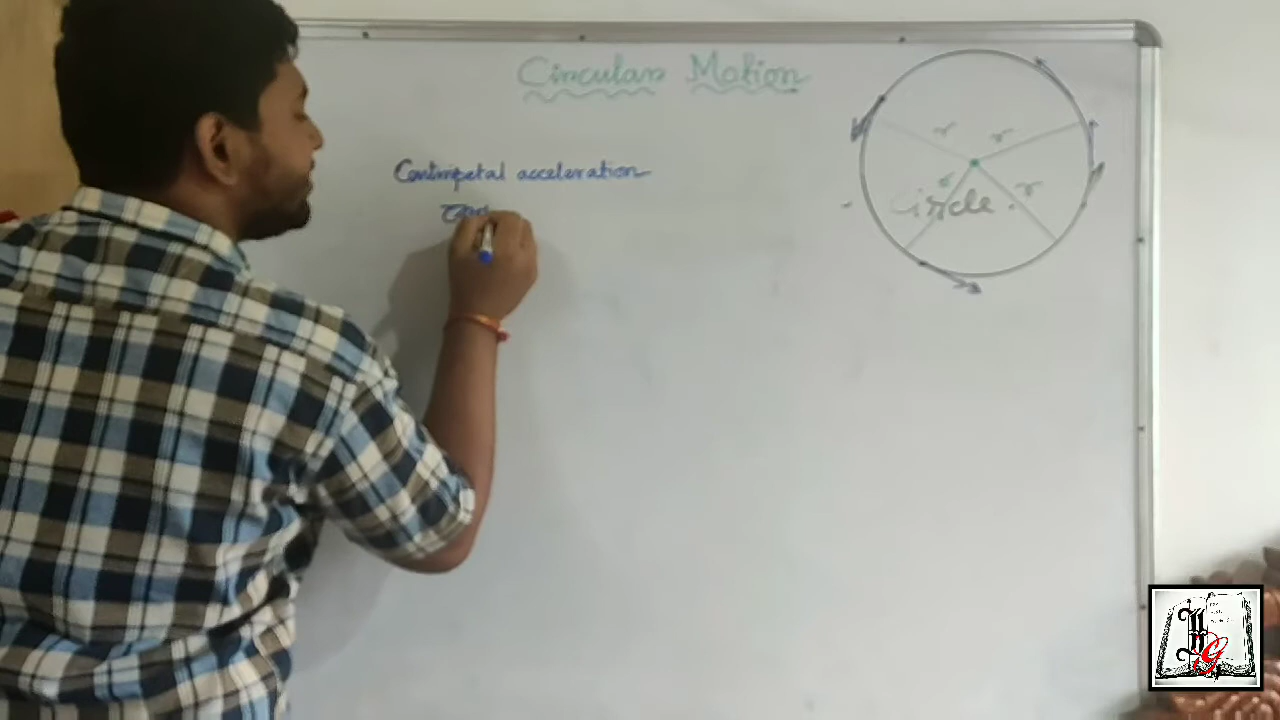 Circular Motion
Centripetal acceleration
r r
r r
Circle